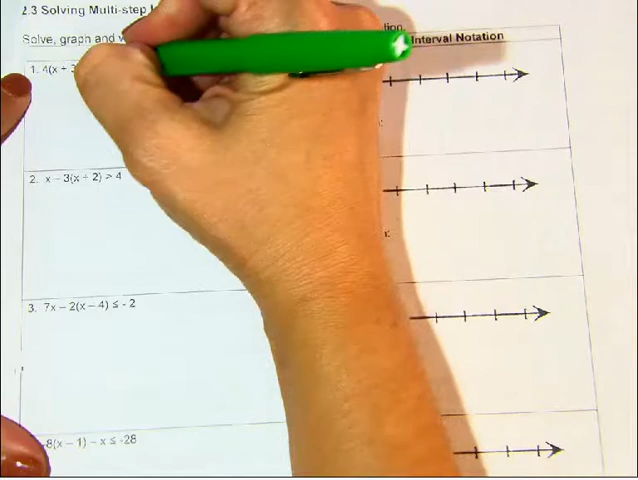 2.3 Solving Multi-step
Solve, graph and
Interval Notation
1. 4(x +
2. x – 3(x + 2) > 4
3. 7x – 2(x – 4) ≤ - 2
-8(x – 1) – x ≤ -28